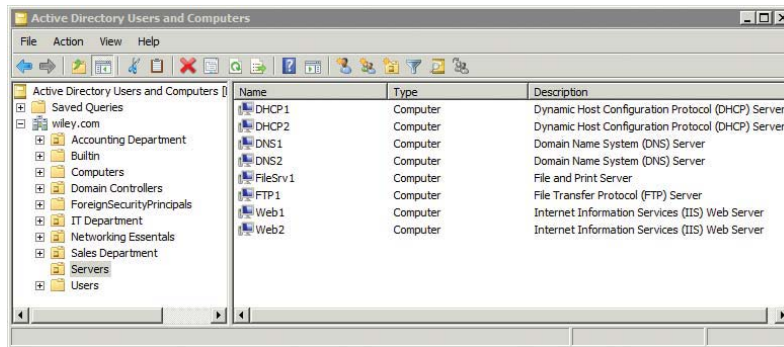 Active Directory Users and Computers
File Action View Help
Active Directory Users and Computers [
Saved Queries
wiley.com
Accounting Department
Builtin
Computers
Domain Controllers
ForeignSecurityPrincipals
IT Department
Networking Essentals
Sales Department
Servers
Users
Name Type Description
DHCP1 Computer Dynamic Host Configuration Protocol (DHCP) Server
DHCP2 Computer Dynamic Host Configuration Protocol (DHCP) Server
DNS1 Computer Domain Name System (DNS) Server
DNS2 Computer Domain Name System (DNS) Server
FileSrv1 Computer File and Print Server
FTP1 Computer File Transfer Protocol (FTP) Server
Web1 Computer Internet Information Services (IIS) Web Server
Web2 Computer Internet Information Services (IIS) Web Server